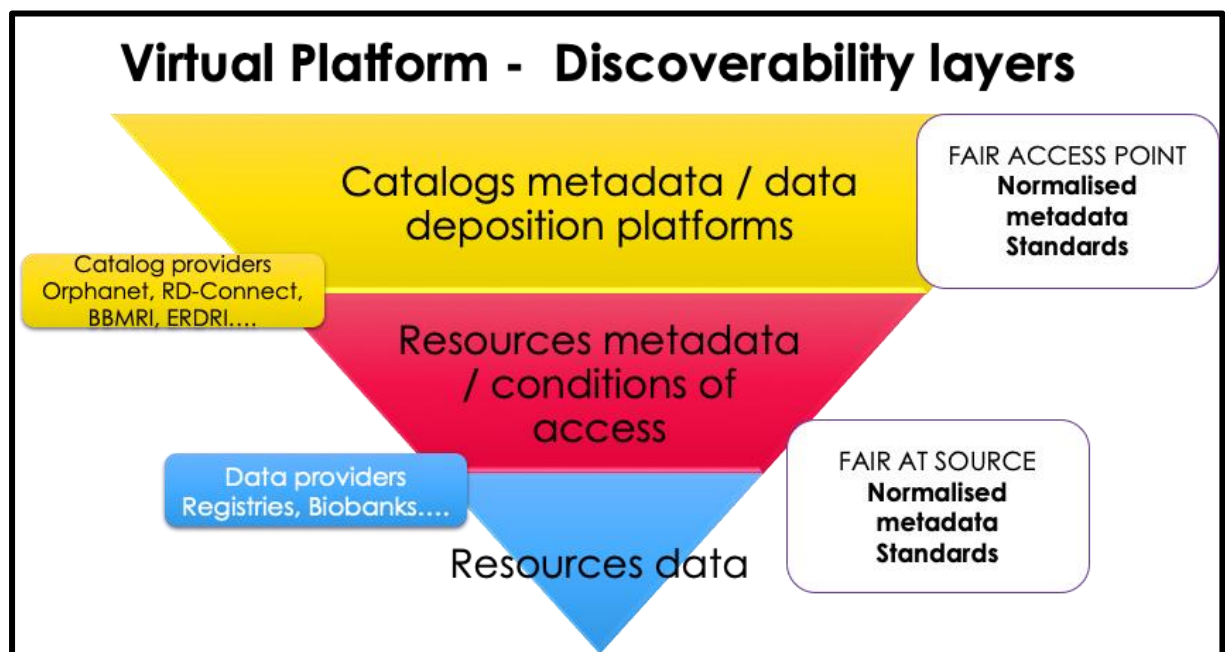 Virtual Platform - Discoverability layers
Catalogs metadata / data
deposition platforms
FAIR ACCESS POINT
Normalised
metadata
Standards
Catalog providers
Orphanet, RD-Connect,
BBMRI, ERDRI....
Resources metadata
/ conditions of
access
Data providers
Registries, Biobanks....
FAIR AT SOURCE
Normalised
metadata
Standards
Resources data